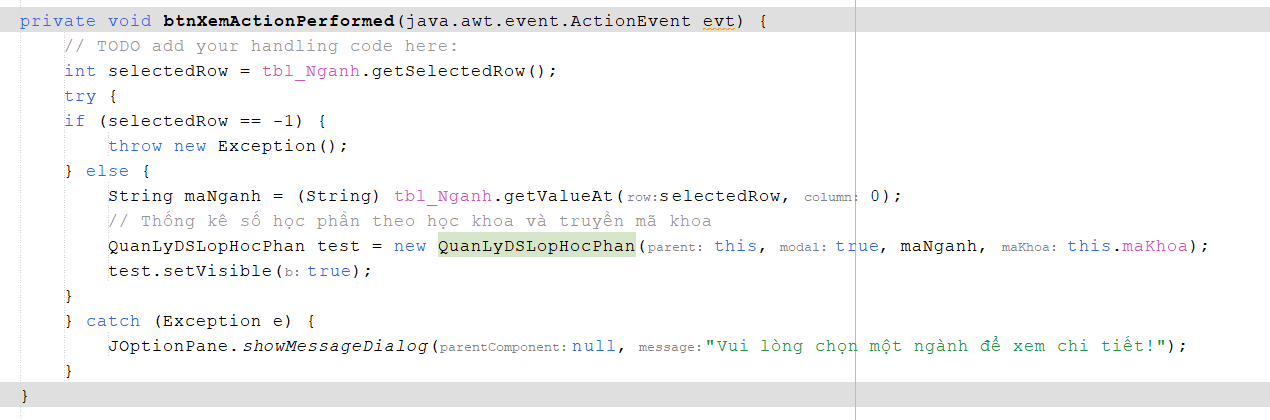 private void btnXemActionPerformed(java.awt.event.ActionEvent evt) {
// TODO add your handling code here:
int selectedRow = tbl_Nganh.getSelectedRow();
try {
if (selectedRow == -1) {
throw new Exception();
} else {
String maNganh = (String) tbl_Nganh.getValueAt(row:selectedRow, column: 0);
// Thống kê số học phần theo học khoa và truyền mã khoa
QuanLyDSLopHocPhan test = new QuanLyDSLopHocPhan(parent: this, modal: true, maNganh, maKhoa: this.maKhoa);
test.setVisible(b: true);
}
} catch (Exception e) {
JOptionPane.showMessageDialog(parentComponent: null, message:"Vui lòng chọn một ngành để xem chi tiết!");
}
}